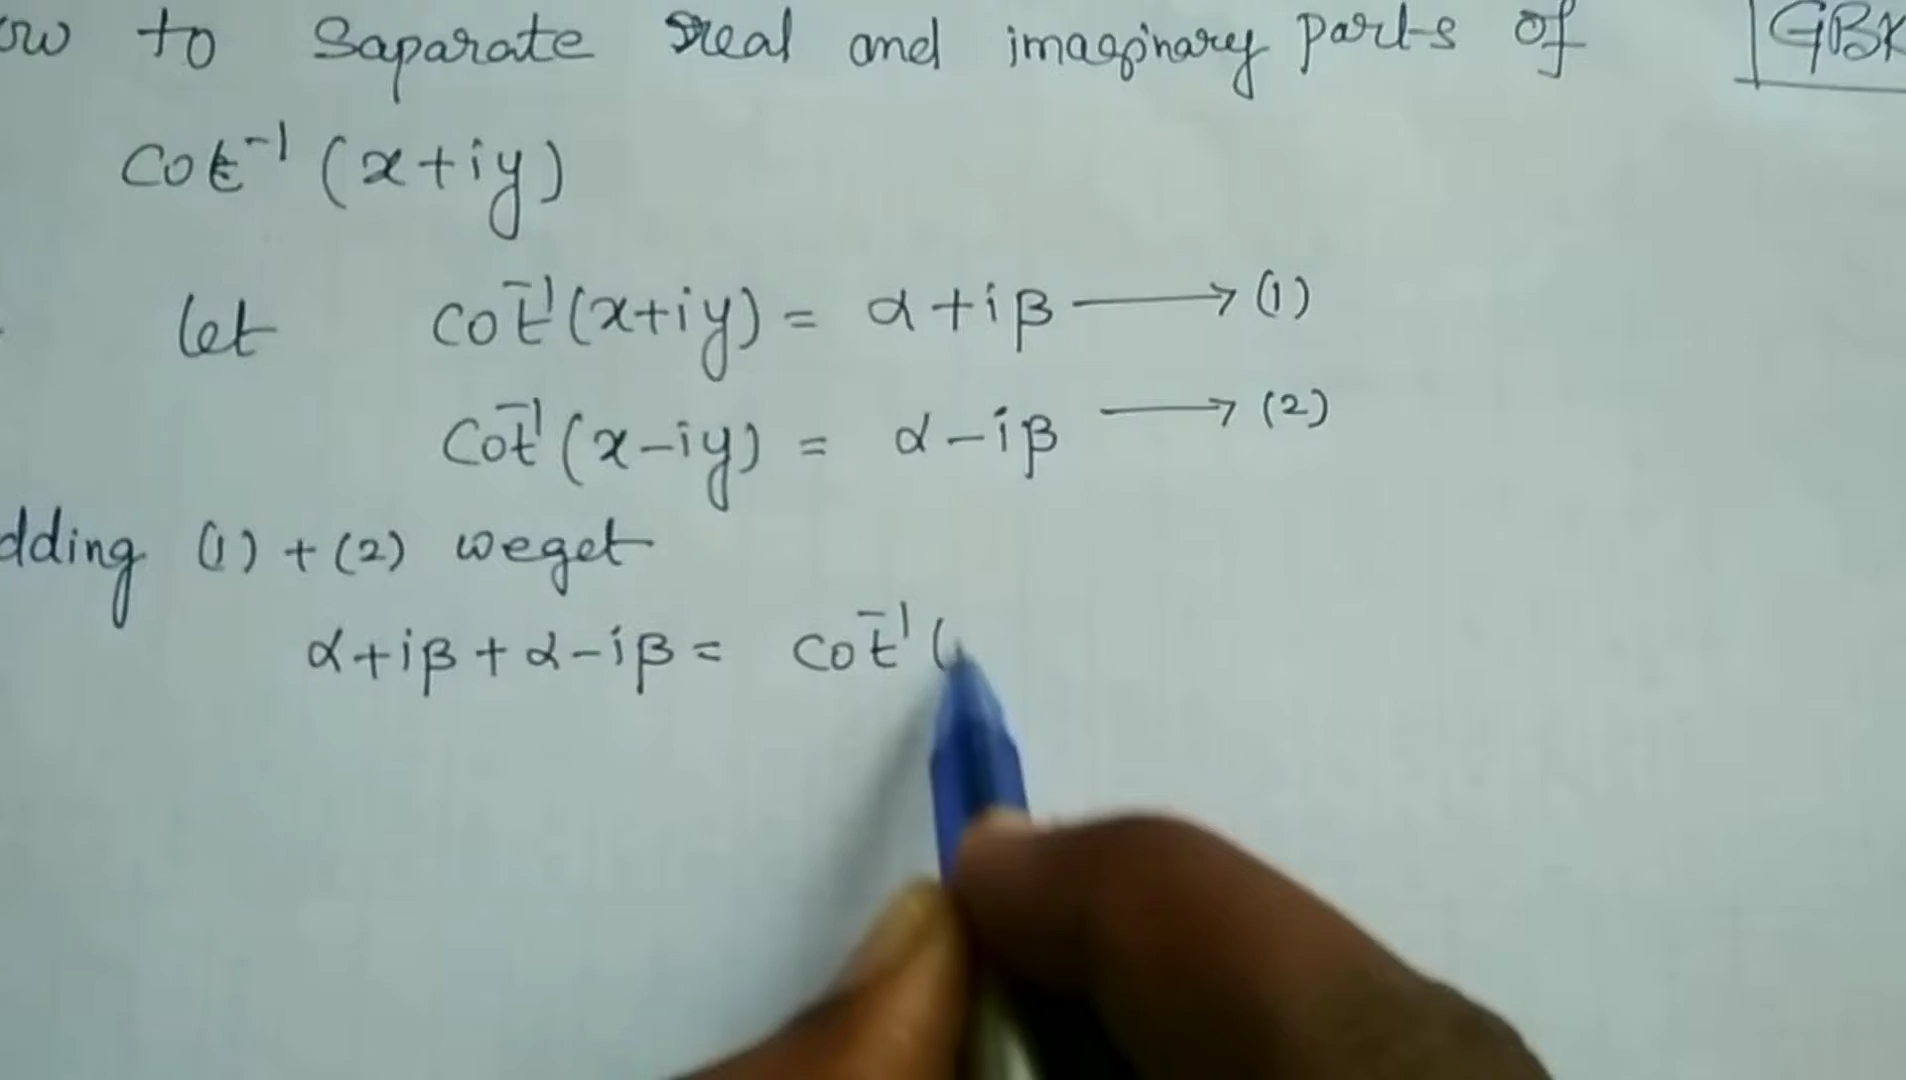 to Saparate real and imaginary parts of
GBK
Cot⁻¹ (x+iy)
let cot⁻¹(x+iy) = α+iβ ⟶ (1)
Cot⁻¹(x-iy) = α-iβ ⟶ (2)
dding (1)+(2) weget
α+iβ+α-iβ = cot⁻¹(